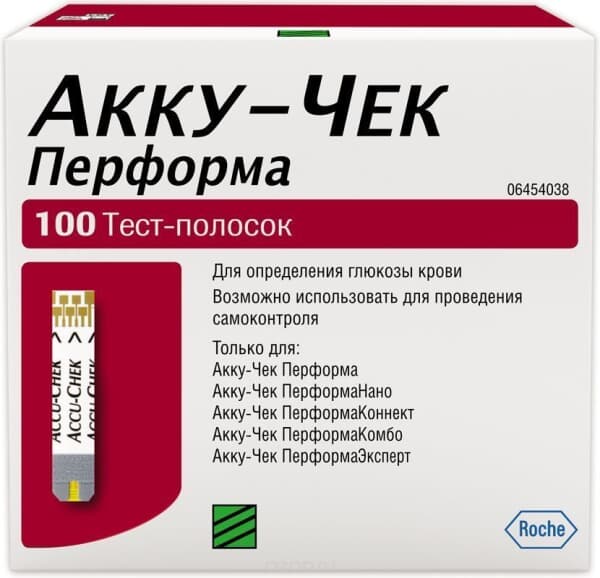 Акку-Чек
Перформа
06454038
100 Тест-полосок
Для определения глюкозы крови
Возможно использовать для проведения
самоконтроля
Только для:
Акку-Чек Перформа
Акку-Чек ПерформаНано
Акку-Чек ПерформаКоннект
Акку-Чек ПерформаКомбо
Акку-Чек ПерформаЭксперт
ACCU-CHEK >
ACCU-CHEK >
ACCU-CHEK >
Roche